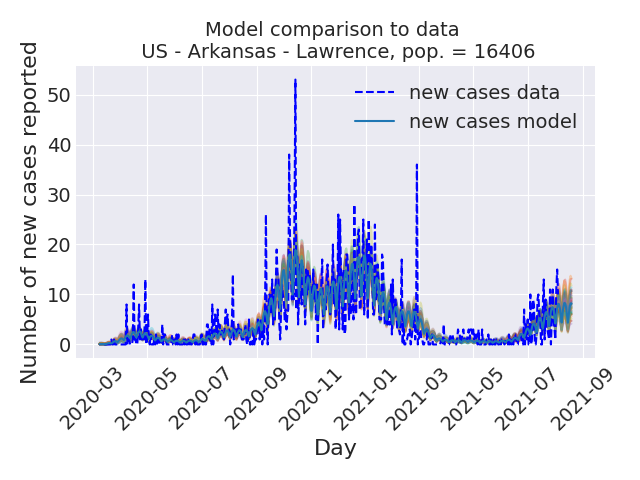 Model comparison to data
US - Arkansas - Lawrence, pop. = 16406
new cases data
new cases model
Number of new cases reported
50
40
30
20
10
0
2020-03
2020-05
2020-07
2020-09
2020-11
2021-01
2021-03
2021-05
2021-07
2021-09
Day